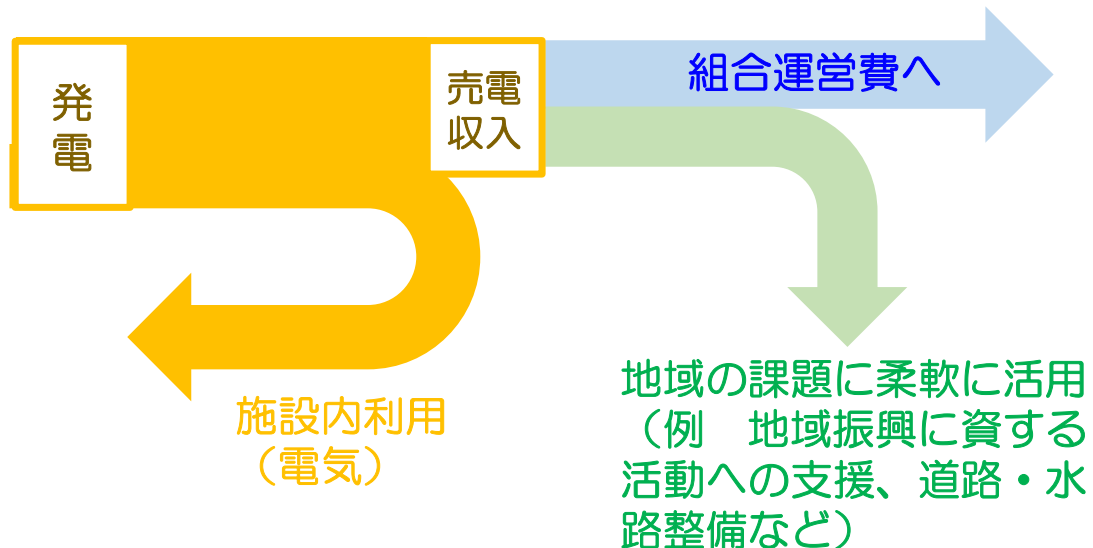 発
電
売電
収入
組合運営費へ
施設内利用
（電気）
地域の課題に柔軟に活用
（例　地域振興に資する
活動への支援、道路・水
路整備など）